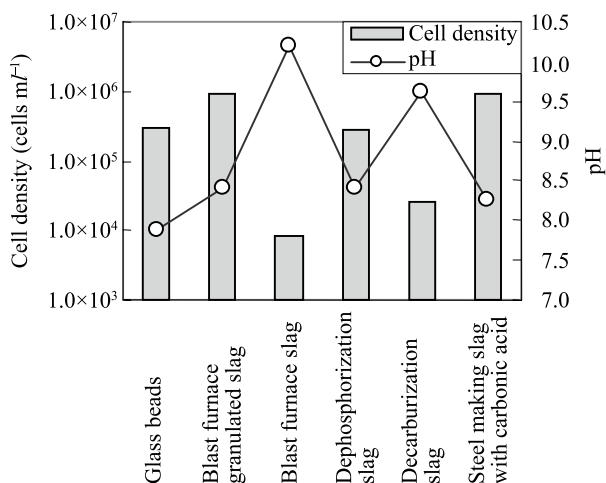 1.0×10⁷
1.0×10⁶
1.0×10⁵
1.0×10⁴
1.0×10³
Cell density (cells ml⁻¹)
Cell density
pH
10.5
10.0
9.5
9.0
8.5
8.0
7.5
7.0
pH
Glass beads
Blast furnace
granulated slag
Blast furnace slag
Dephosphorization
slag
Decarburization
slag
Steel making slag
with carbonic acid